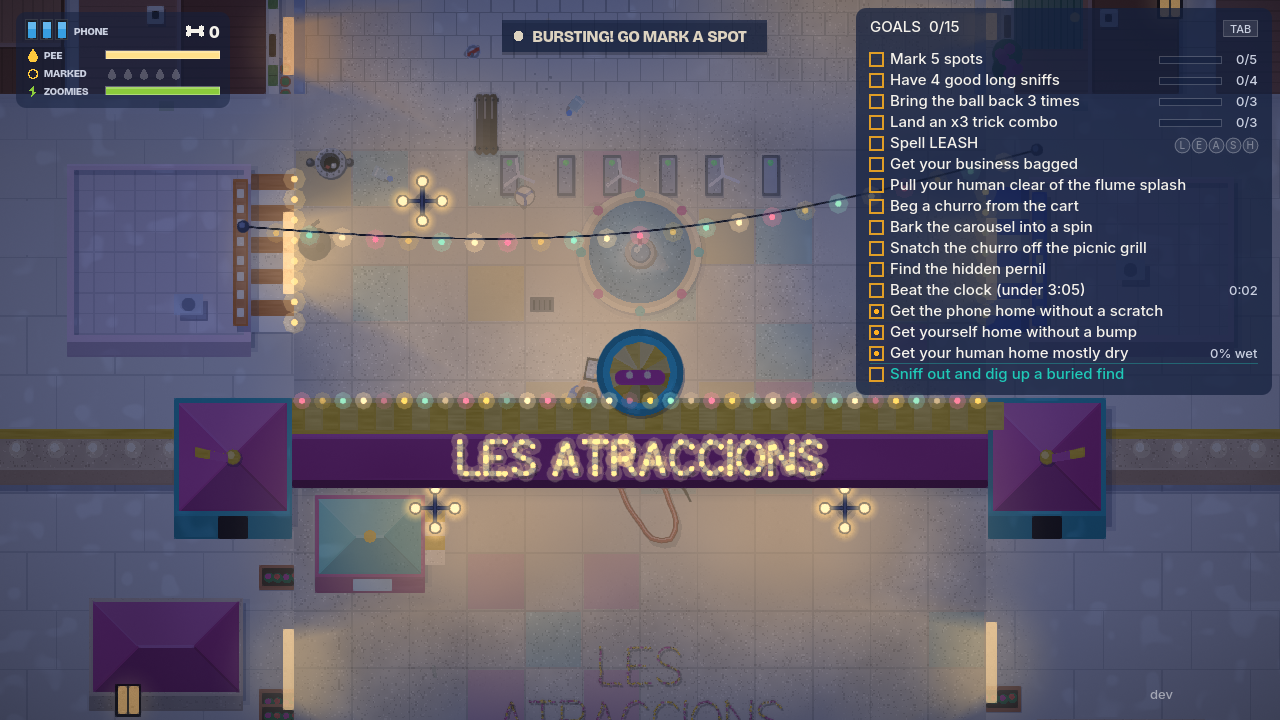 PHONE
0
PEE
MARKED
ZOOMIES
BURSTING! GO MARK A SPOT
GOALS 0/15
TAB
Mark 5 spots 0/5
Have 4 good long sniffs 0/4
Bring the ball back 3 times 0/3
Land an x3 trick combo 0/3
Spell LEASH L E A S H
Get your business bagged
Pull your human clear of the flume splash
Beg a churro from the cart
Bark the carousel into a spin
Snatch the churro off the picnic grill
Find the hidden pernil
Beat the clock (under 3:05) 0:02
Get the phone home without a scratch
Get yourself home without a bump
Get your human home mostly dry 0% wet
Sniff out and dig up a buried find
LES ATRACCIONS
LES
ATRACCIONS
dev